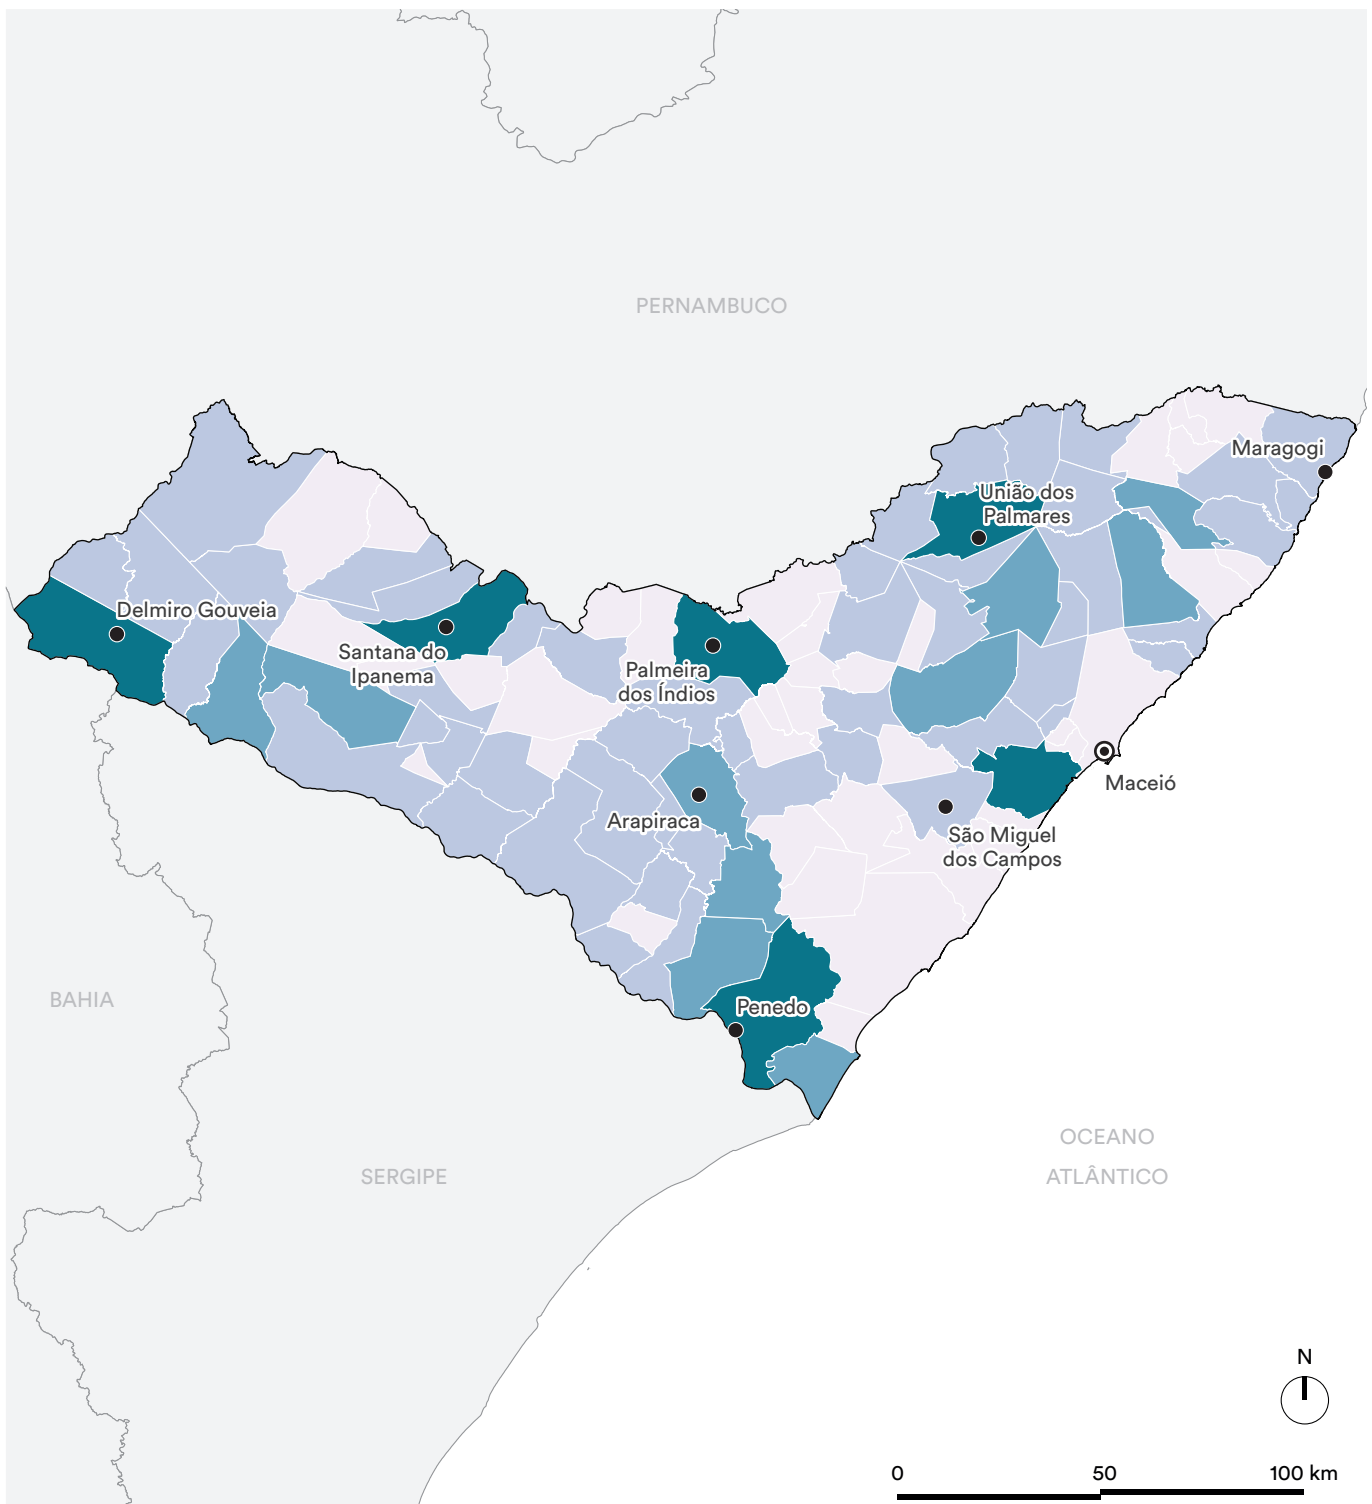 PERNAMBUCO
Maragogi
União dos
Palmares
Delmiro Gouveia
Santana do
Ipanema
Palmeira
dos Índios
Maceió
Arapiraca
São Miguel
dos Campos
BAHIA
Penedo
OCEANO
ATLÂNTICO
SERGIPE
N
0 50 100 km